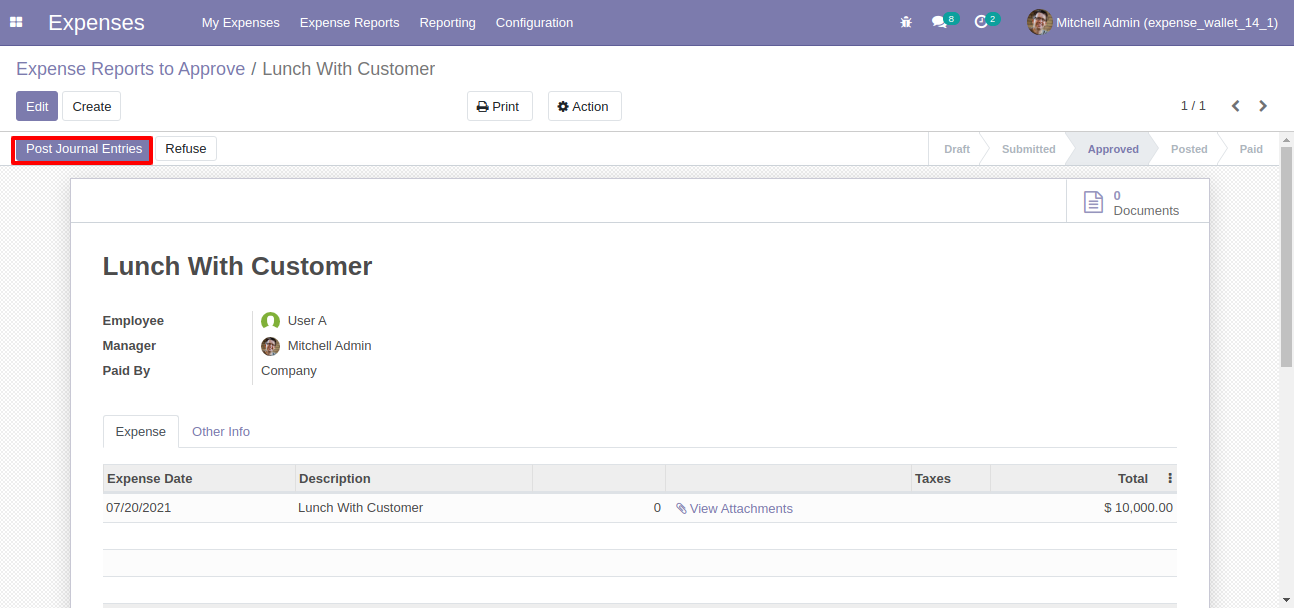 Expenses My Expenses Expense Reports Reporting Configuration 8 2 Mitchell Admin (expense_wallet_14_1)
Expense Reports to Approve / Lunch With Customer
Edit Create Print Action 1 / 1
Post Journal Entries Refuse Draft Submitted Approved Posted Paid
0
Documents
Lunch With Customer
Employee User A
Manager Mitchell Admin
Paid By Company
Expense Other Info
Expense Date Description Taxes Total
07/20/2021 Lunch With Customer 0 View Attachments $ 10,000.00